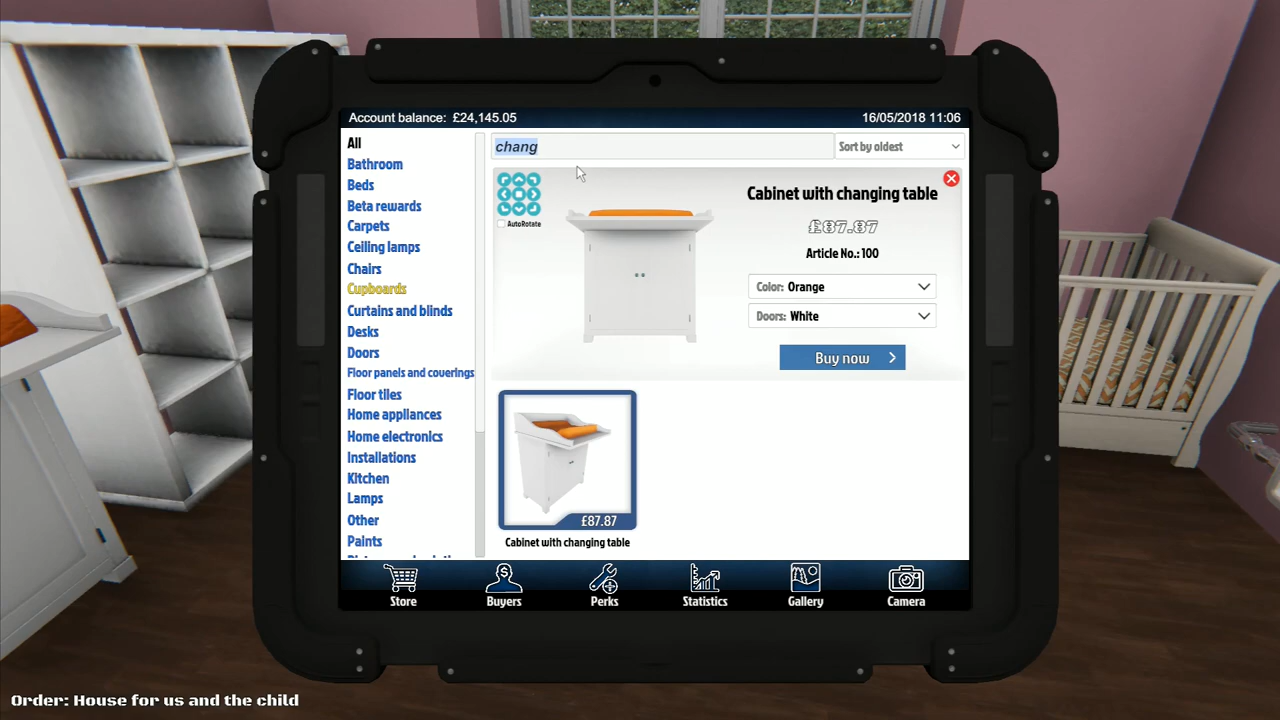 Account balance: £24,145.05
16/05/2018 11:06
All
Bathroom
Beds
Beta rewards
Carpets
Ceiling lamps
Chairs
Cupboards
Curtains and blinds
Desks
Doors
Floor panels and coverings
Floor tiles
Home appliances
Home electronics
Installations
Kitchen
Lamps
Other
Paints
chang
Sort by oldest
AutoRotate
Cabinet with changing table
£87.87
Article No.: 100
Color: Orange
Doors: White
Buy now
£87.87
Cabinet with changing table
Store
Buyers
Perks
Statistics
Gallery
Camera
Order: House for us and the child